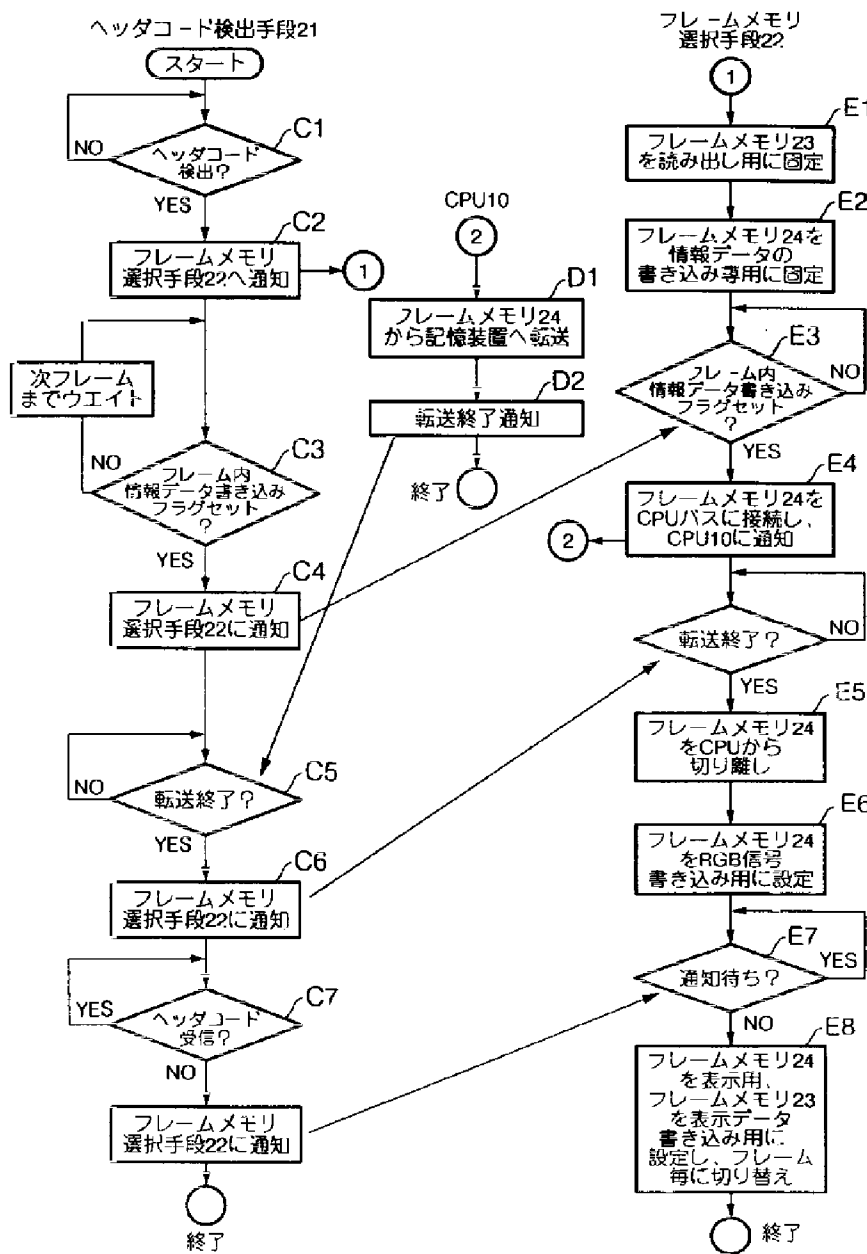 ヘッダコード検出手段21
スタート
C1
ヘッダコード
検出?
NO
YES
C2
フレームメモリ
選択手段22へ通知
1
次フレーム
までウエイト
C3
フレーム内
情報データ書き込み
フラグセット
?
NO
YES
C4
フレームメモリ
選択手段22に通知
C5
転送終了?
NO
YES
C6
フレームメモリ
選択手段22に通知
C7
ヘッダコード
受信?
YES
NO
フレームメモリ
選択手段22に通知
終了
CPU10
2
D1
フレームメモリ24
から記憶装置へ転送
D2
転送終了通知
終了
フレームメモリ
選択手段22
1
E1
フレームメモリ23
を読み出し用に固定
E2
フレームメモリ24を
情報データの
書き込み専用に固定
E3
フレーム内
情報データ書き込み
フラグセット
?
NO
YES
E4
フレームメモリ24を
CPUバスに接続し、
CPU10に通知
2
転送終了?
NO
YES
E5
フレームメモリ24
をCPUから
切り離し
E6
フレームメモリ24
をRGB信号
書き込み用に設定
E7
通知待ち?
YES
NO
E8
フレームメモリ24
を表示用、
フレームメモリ23
を表示データ
書き込み用に
設定し、フレーム
毎に切り替え
終了